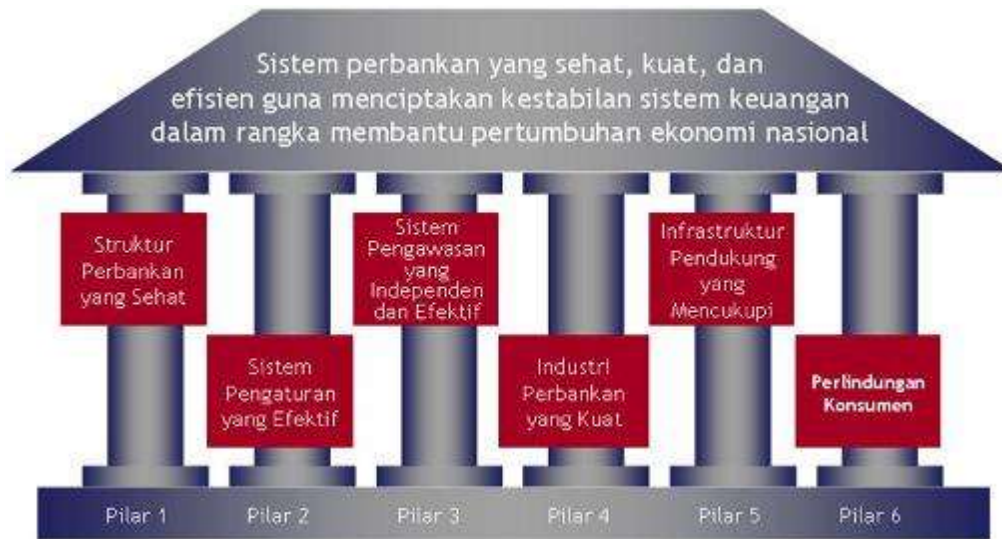 Sistem perbankan yang sehat, kuat, dan
efisien guna menciptakan kestabilan sistem keuangan
dalam rangka membantu pertumbuhan ekonomi nasional
Struktur
Perbankan
yang Sehat
Sistem
Pengaturan
yang Efektif
Sistem
Pengawasan
yang
Independen
dan Efektif
Industri
Perbankan
yang Kuat
Infrastruktur
Pendukung
yang
Mencukupi
Perlindungan
Konsumen
Pilar 1
Pilar 2
Pilar 3
Pilar 4
Pilar 5
Pilar 6